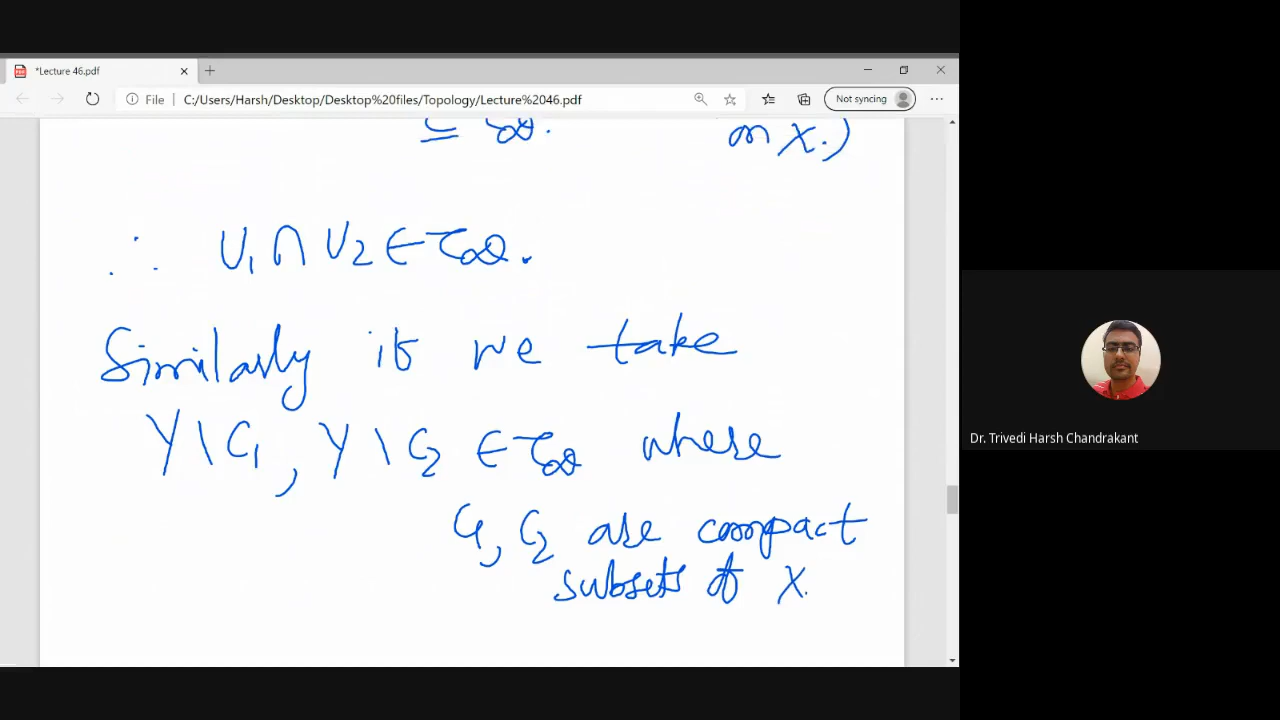 *Lecture 46.pdf
File C:/Users/Harsh/Desktop/Desktop%20files/Topology/Lecture%2046.pdf Not syncing
⊆ τ∞. on X.)
∴ U₁ ∩ U₂ ∈ τ∞.
Similarly if we take
Y \ C₁, Y \ C₂ ∈ τ∞ where
C₁, C₂ are compact
subsets of X.
Dr. Trivedi Harsh Chandrakant